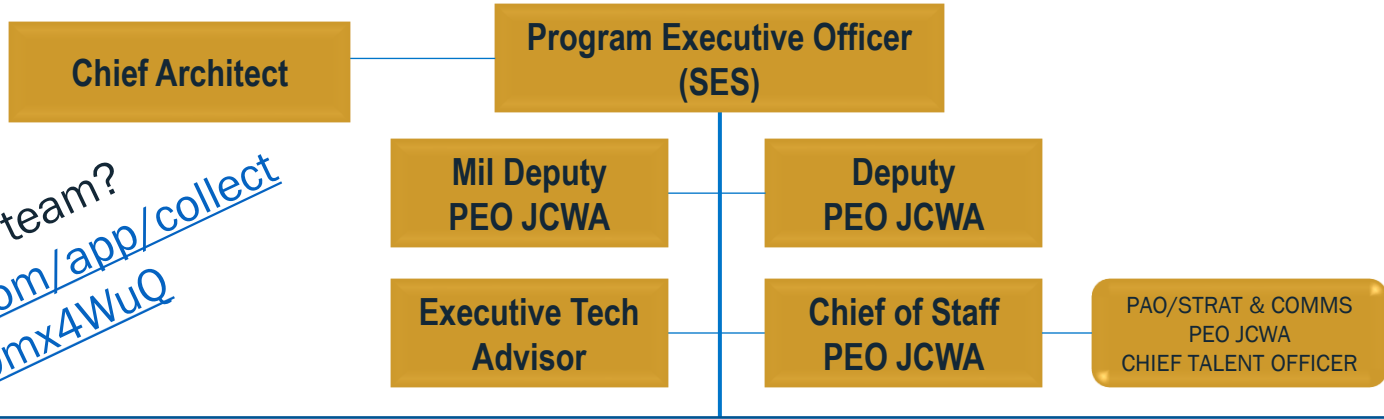 Chief Architect
Program Executive Officer
(SES)
Mil Deputy
PEO JCWA
Deputy
PEO JCWA
team?
om/app/collect
mx4WuQ
Executive Tech
Advisor
Chief of Staff
PEO JCWA
PAO/STRAT & COMMS
PEO JCWA
CHIEF TALENT OFFICER